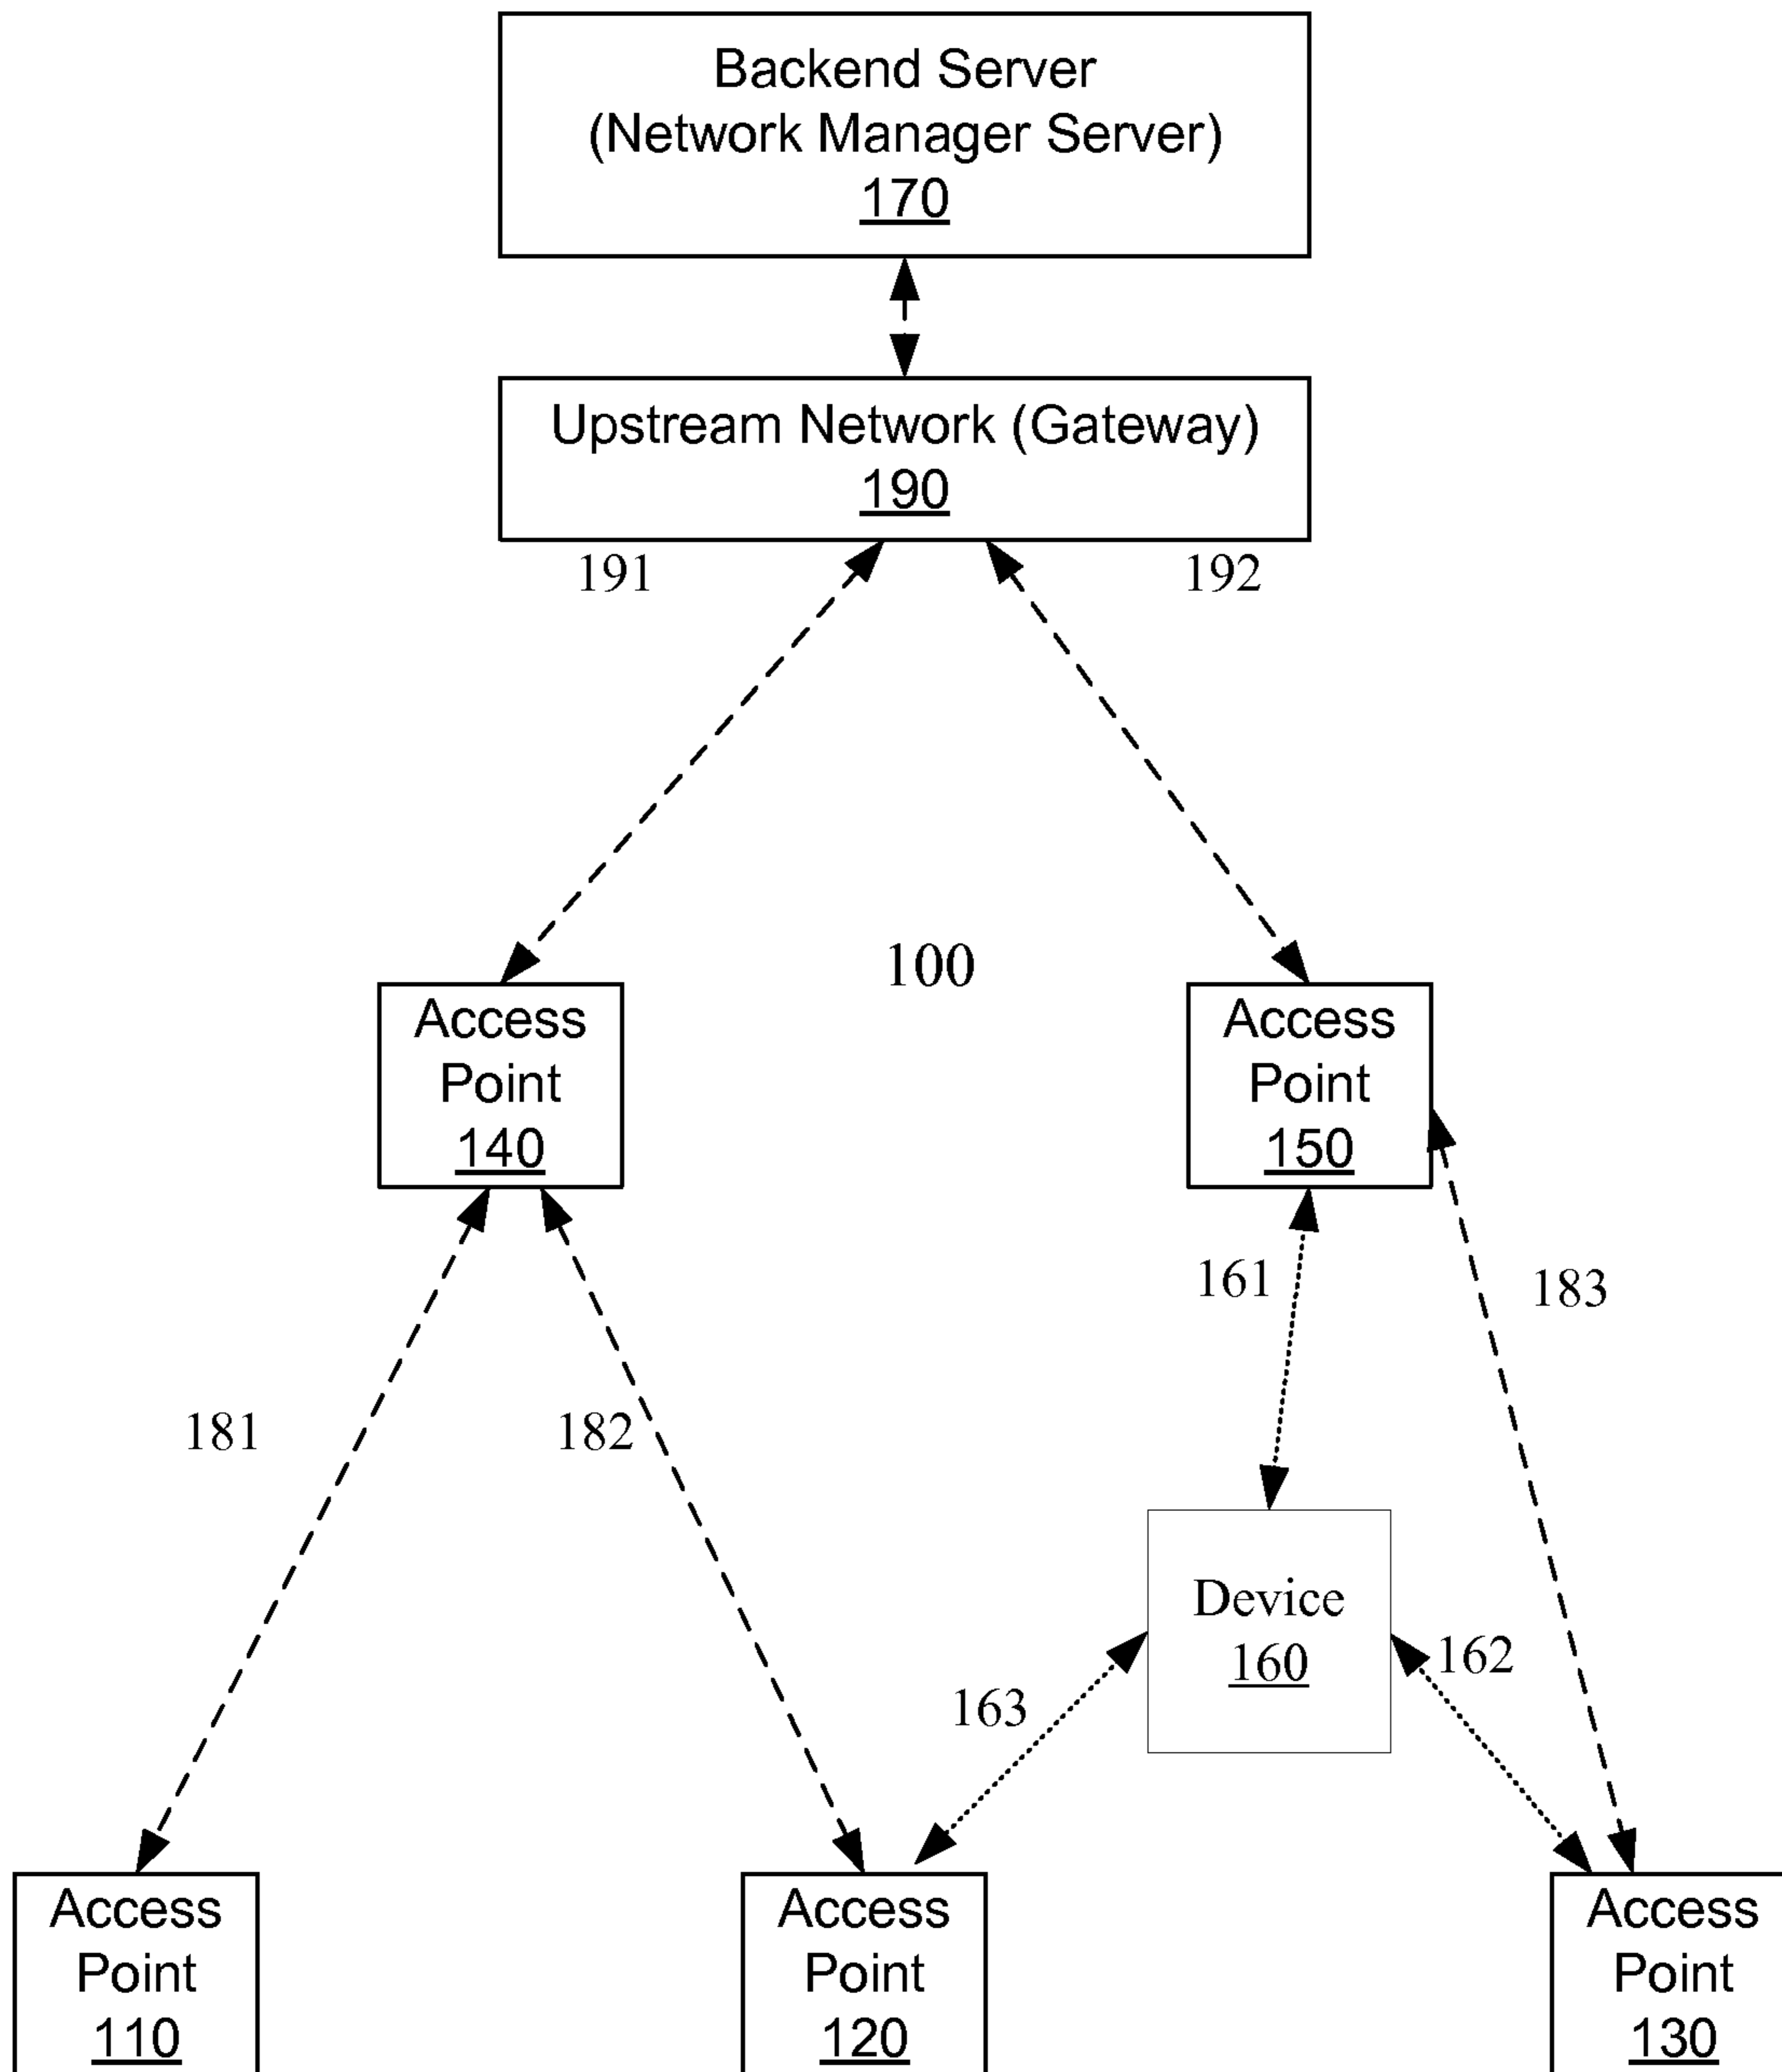 Backend Server
(Network Manager Server)
170
Upstream Network (Gateway)
190
191
192
100
Access
Point
140
Access
Point
150
161
183
181
182
Device
160
162
163
Access
Point
110
Access
Point
120
Access
Point
130